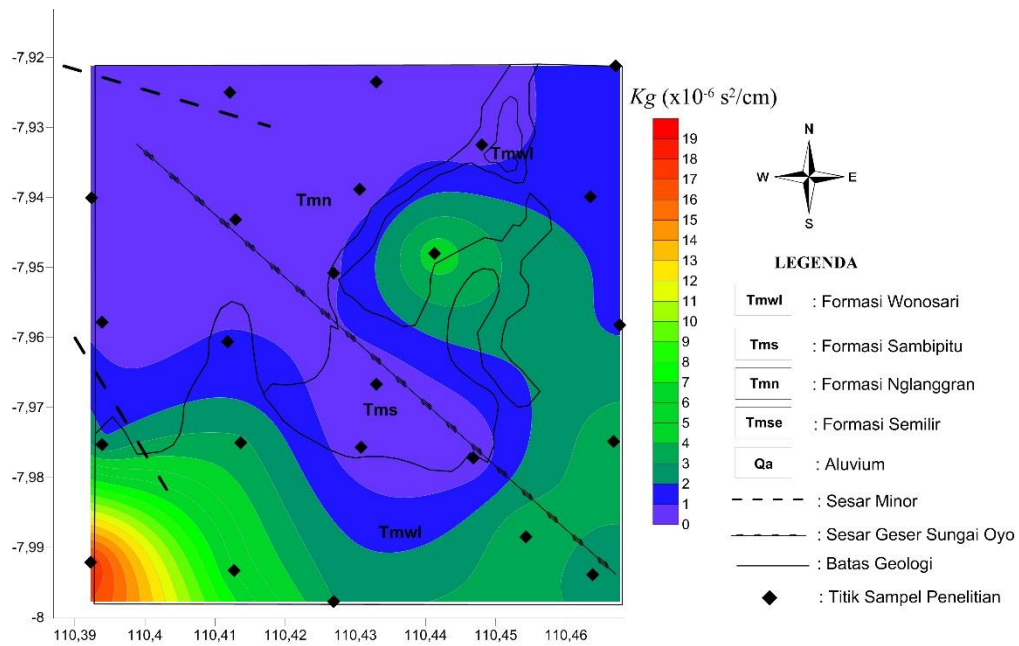 -7,92
-7,93
-7,94
-7,95
-7,96
-7,97
-7,98
-7,99
-8
110,39 110,4 110,41 110,42 110,43 110,44 110,45 110,46
Tmwl
Tmn
Tms
Tmwl
Kg (x10⁻⁶ s²/cm)
19
18
17
16
15
14
13
12
11
10
9
8
7
6
5
4
3
2
1
0
N
W E
S
LEGENDA
Tmwl : Formasi Wonosari
Tms : Formasi Sambipitu
Tmn : Formasi Nglanggran
Tmse : Formasi Semilir
Qa : Aluvium
: Sesar Minor
: Sesar Geser Sungai Oyo
: Batas Geologi
: Titik Sampel Penelitian